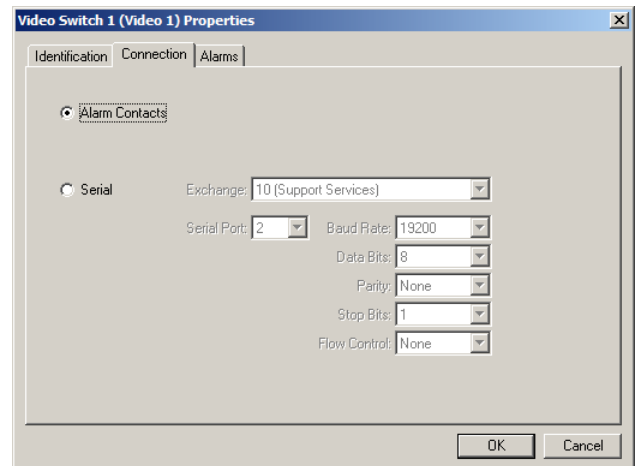 Video Switch 1 (Video 1) Properties
Identification Connection Alarms
Alarm Contacts
Serial Exchange: 10 (Support Services)
Serial Port: 2 Baud Rate: 19200
Data Bits: 8
Parity: None
Stop Bits: 1
Flow Control: None
OK Cancel